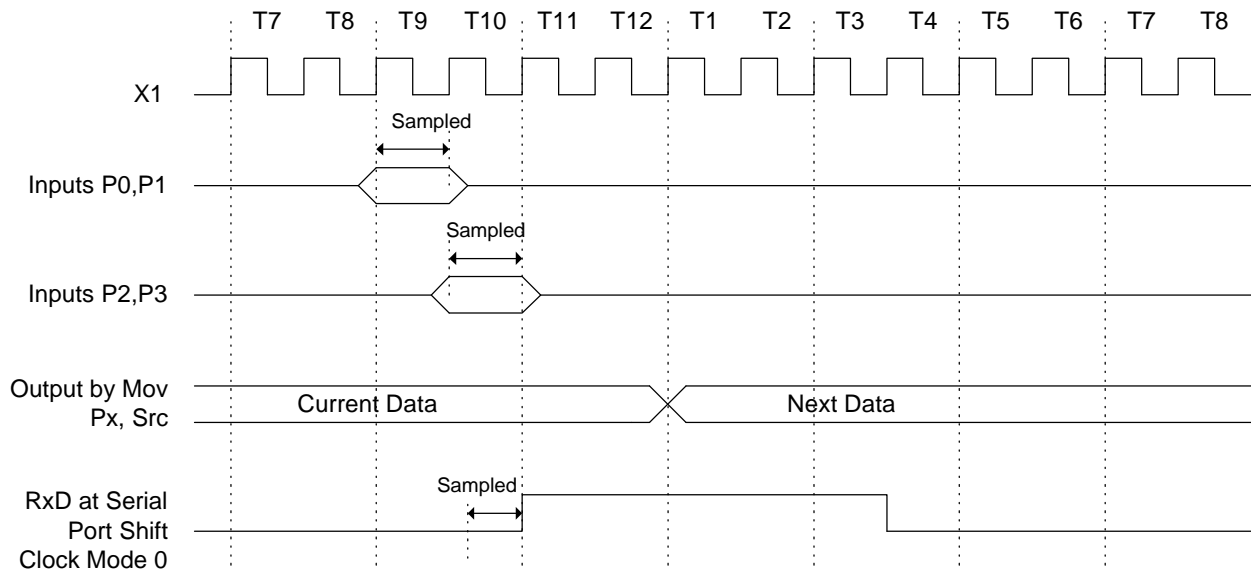 T7 T8 T9 T10 T11 T12 T1 T2 T3 T4 T5 T6 T7 T8
X1
Sampled
Inputs P0,P1
Sampled
Inputs P2,P3
Output by Mov
Px, Src
Current Data
Next Data
Sampled
RxD at Serial
Port Shift
Clock Mode 0